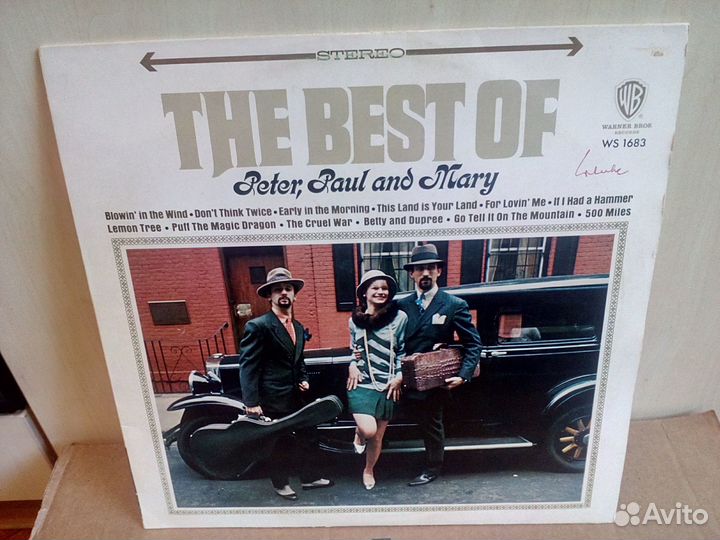 STEREO
THE BEST OF
Peter, Paul and Mary
WB
WARNER BROS
RECORDS
WS 1683
Blowin' in the Wind • Don't Think Twice • Early in the Morning • This Land is Your Land • For Lovin' Me • If I Had a Hammer
Lemon Tree • Puff The Magic Dragon • The Cruel War • Betty and Dupree • Go Tell It On The Mountain • 500 Miles
Avito